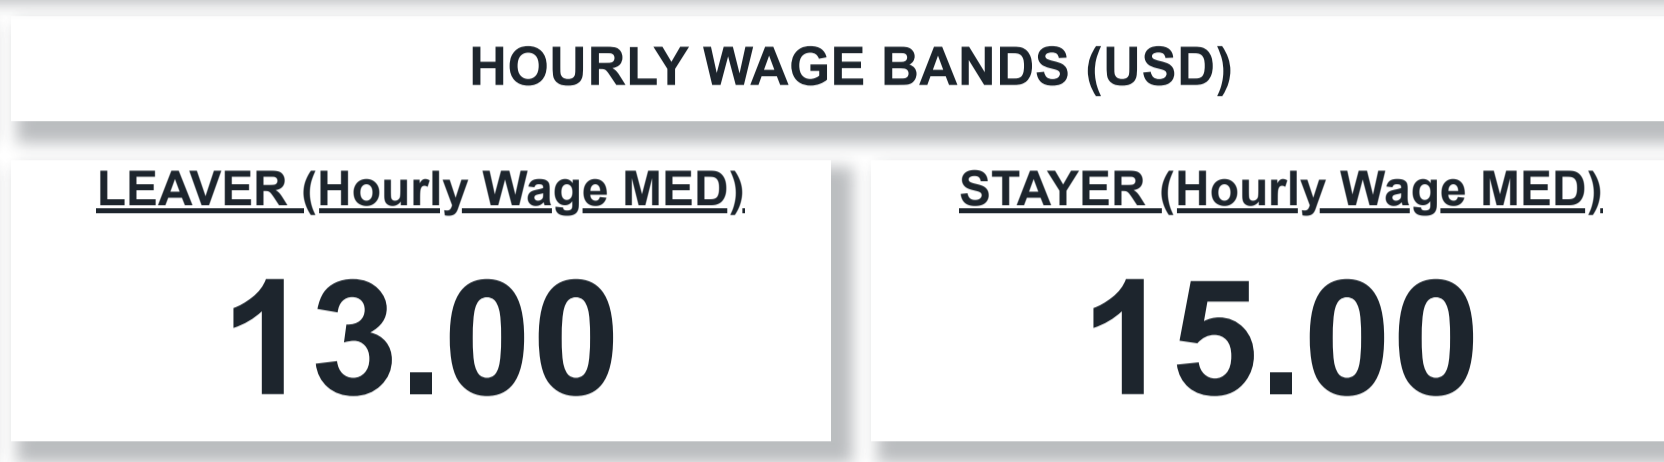 HOURLY WAGE BANDS (USD)
LEAVER (Hourly Wage MED)
13.00
STAYER (Hourly Wage MED)
15.00